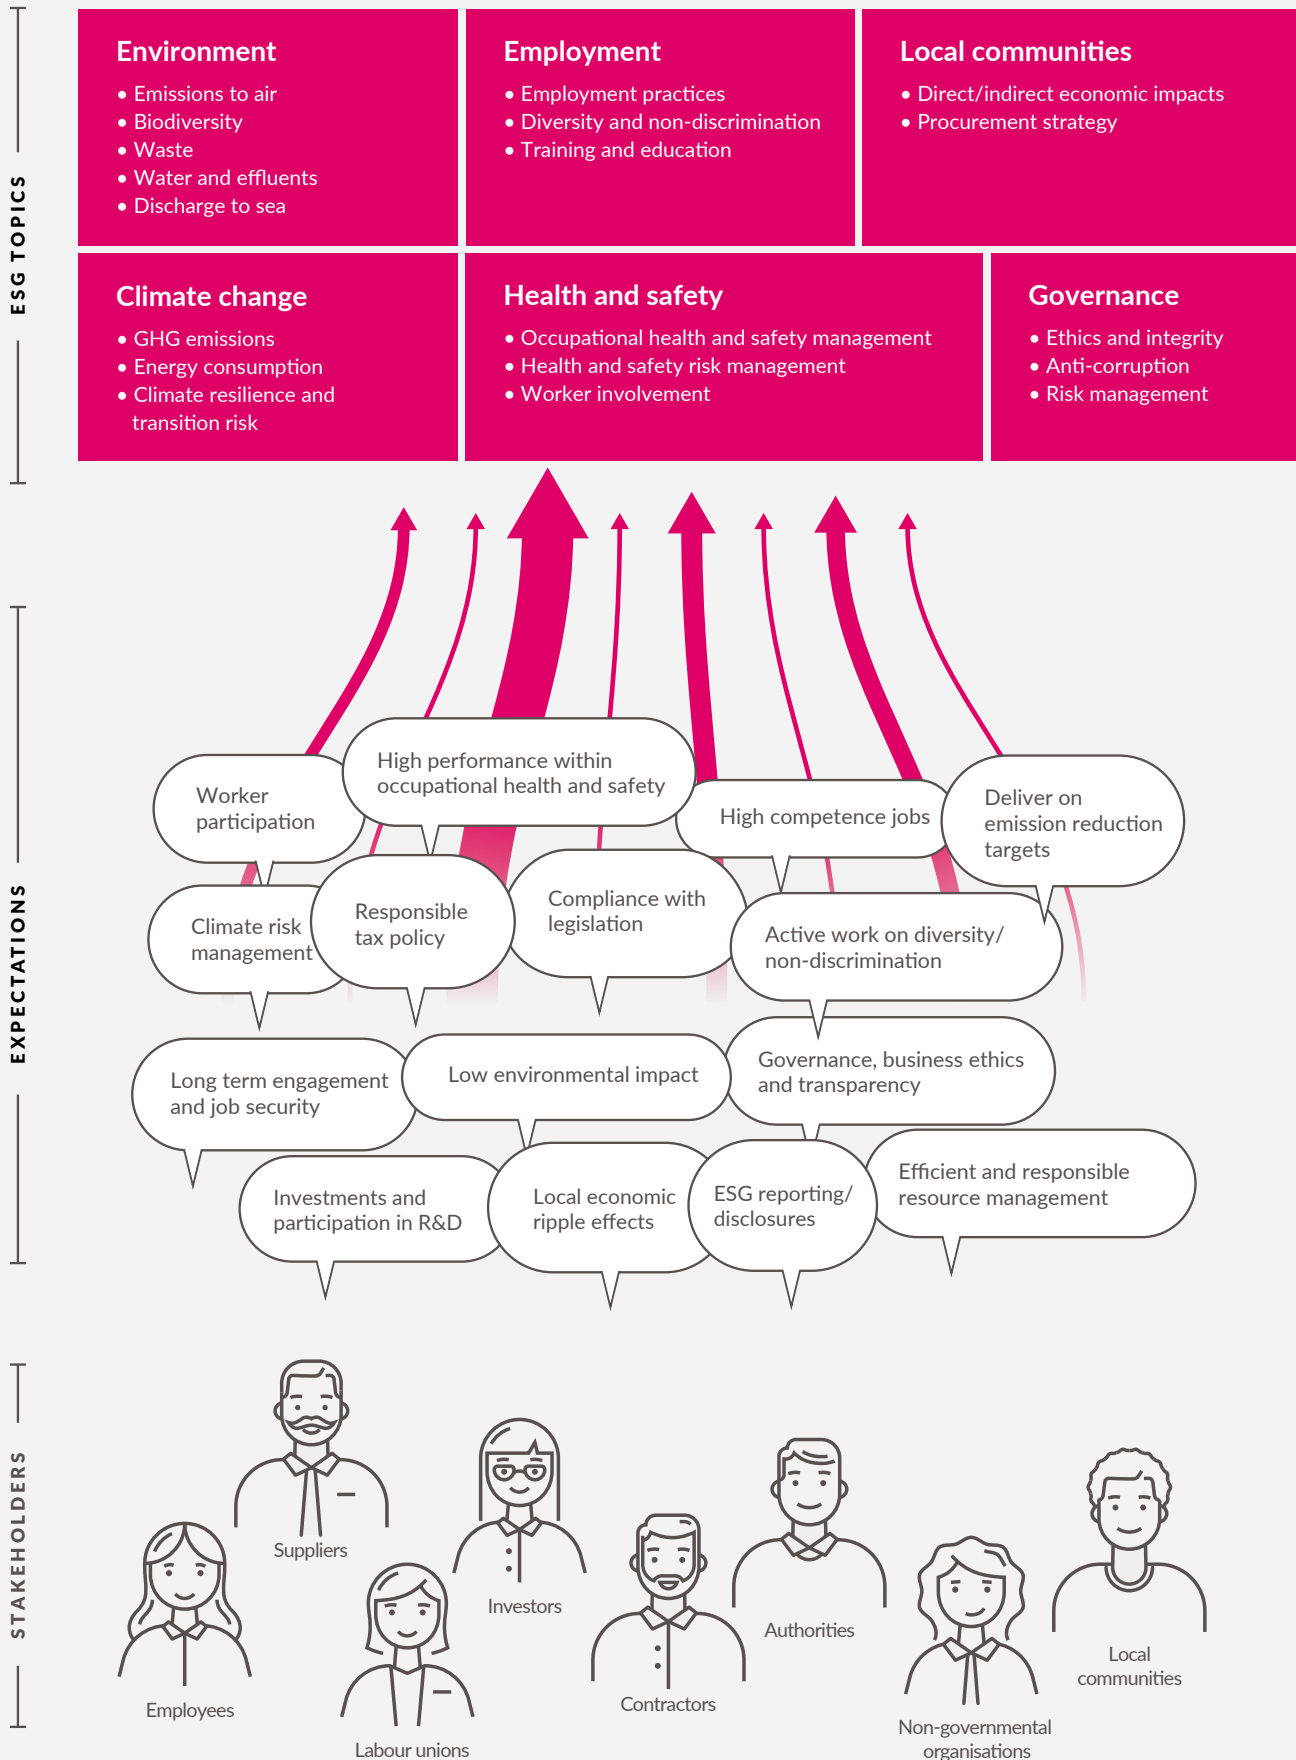 ESG TOPICS
Environment
• Emissions to air
• Biodiversity
• Waste
• Water and effluents
• Discharge to sea
Employment
• Employment practices
• Diversity and non-discrimination
• Training and education
Local communities
• Direct/indirect economic impacts
• Procurement strategy
Climate change
• GHG emissions
• Energy consumption
• Climate resilience and
transition risk
Health and safety
• Occupational health and safety management
• Health and safety risk management
• Worker involvement
Governance
• Ethics and integrity
• Anti-corruption
• Risk management
EXPECTATIONS
Worker
participation
High performance within
occupational health and safety
High competence jobs
Deliver on
emission reduction
targets
Climate risk
management
Responsible
tax policy
Compliance with
legislation
Active work on diversity/
non-discrimination
Long term engagement
and job security
Low environmental impact
Governance, business ethics
and transparency
Investments and
participation in R&D
Local economic
ripple effects
ESG reporting/
disclosures
Efficient and responsible
resource management
STAKEHOLDERS
Suppliers
Investors
Authorities
Local
communities
Employees
Labour unions
Contractors
Non-governmental
organisations